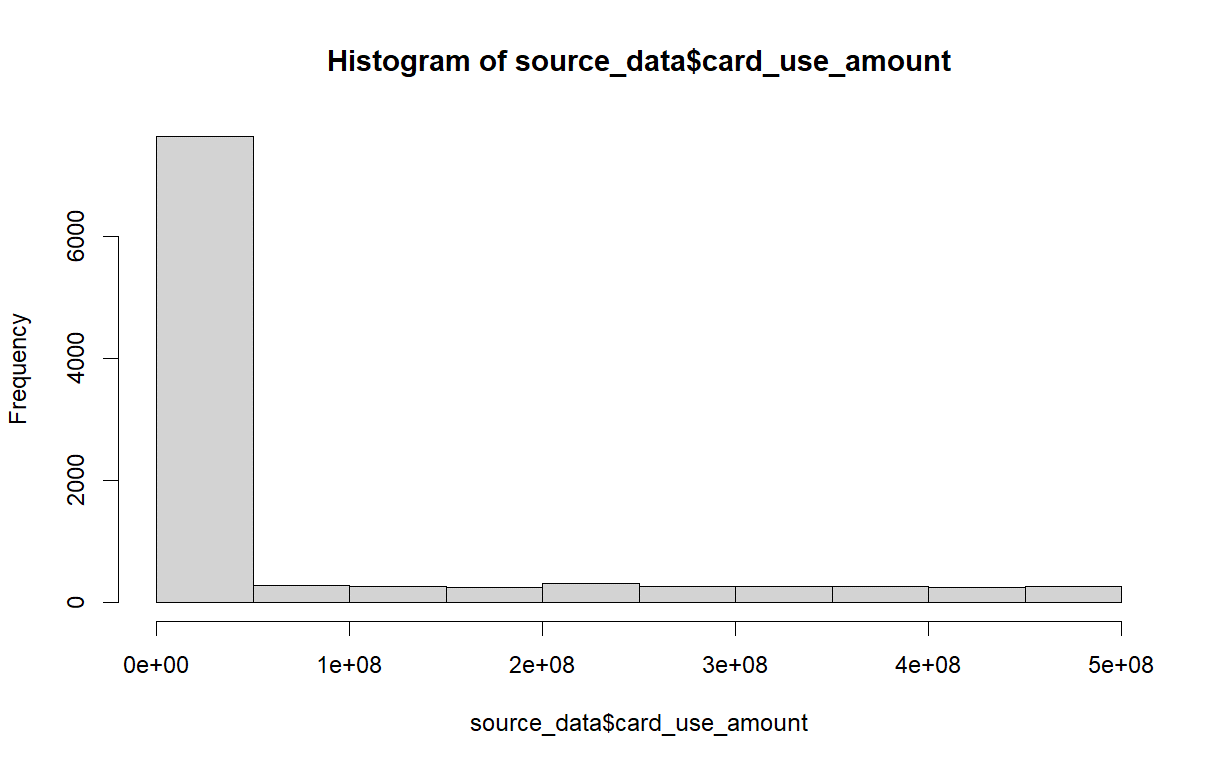 Histogram of source_data$card_use_amount
Frequency
6000
4000
2000
0
0e+00 1e+08 2e+08 3e+08 4e+08 5e+08
source_data$card_use_amount